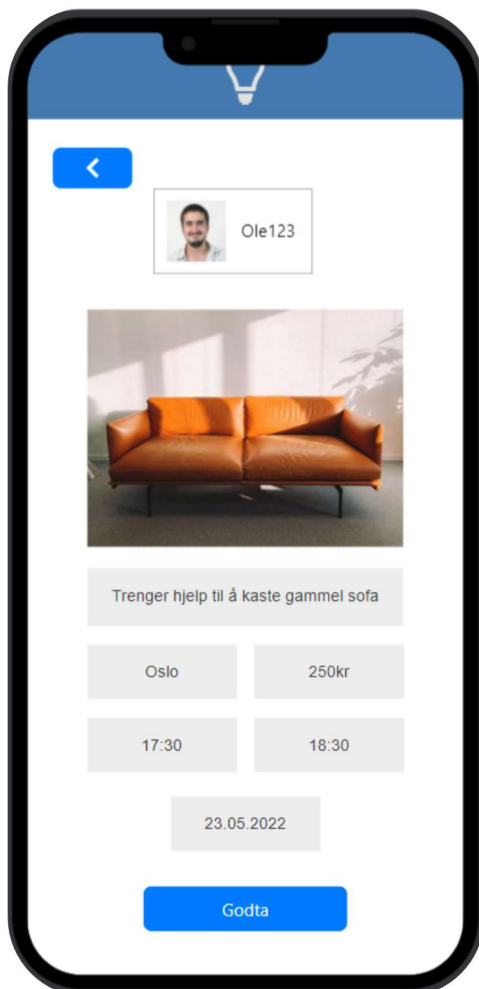 Ole123
Trenger hjelp til å kaste gammel sofa
Oslo
250kr
17:30
18:30
23.05.2022
Godta